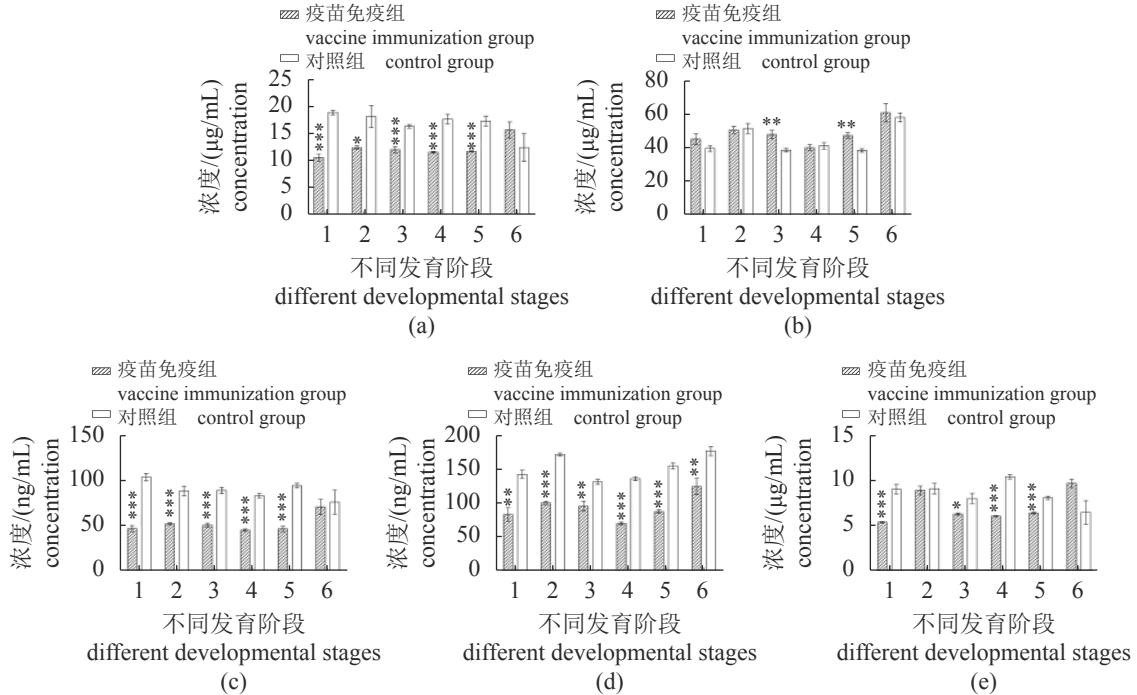 疫苗免疫组
vaccine immunization group
对照组 control group
浓度/(μg/mL)
concentration
25
20
15
10
5
0
*** * *** *** ***
1 2 3 4 5 6
不同发育阶段
different developmental stages
(a)
疫苗免疫组
vaccine immunization group
对照组 control group
浓度/(μg/mL)
concentration
80
60
40
20
0
** **
1 2 3 4 5 6
不同发育阶段
different developmental stages
(b)
疫苗免疫组
vaccine immunization group
对照组 control group
浓度/(ng/mL)
concentration
150
100
50
0
*** *** *** *** ***
1 2 3 4 5 6
不同发育阶段
different developmental stages
(c)
疫苗免疫组
vaccine immunization group
对照组 control group
浓度/(ng/mL)
concentration
200
150
100
50
0
** *** ** *** *** **
1 2 3 4 5 6
不同发育阶段
different developmental stages
(d)
疫苗免疫组
vaccine immunization group
对照组 control group
浓度/(μg/mL)
concentration
15
10
5
0
*** * *** ***
1 2 3 4 5 6
不同发育阶段
different developmental stages
(e)